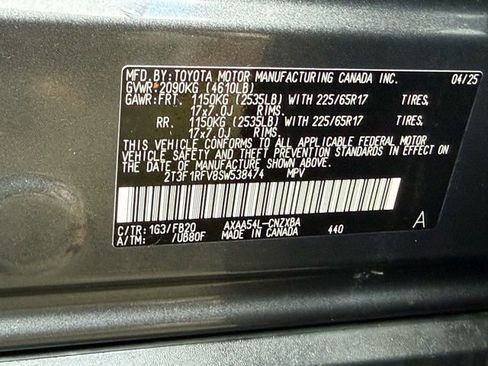 MFD. BY TOYOTA MOTOR MANUFACTURING CANADA INC. 04/25
GVWR: 2090KG (4610LB)
GAWR: FRT. 1150KG (2535LB) WITH 225/65R17 TIRES,
17x7.0J RIMS.
RR. 1150KG (2535LB) WITH 225/65R17 TIRES,
17x7.0J RIMS.
THIS VEHICLE CONFORMS TO ALL APPLICABLE FEDERAL MOTOR
VEHICLE SAFETY AND THEFT PREVENTION STANDARDS IN EFFECT ON
THE DATE OF MANUFACTURE SHOWN ABOVE.
2T3F1RFV8SW538474 MPV
C/TR: 1G3/FB20 AXAA54L-CNZXBA 440
A/TM: /UB80F MADE IN CANADA
A